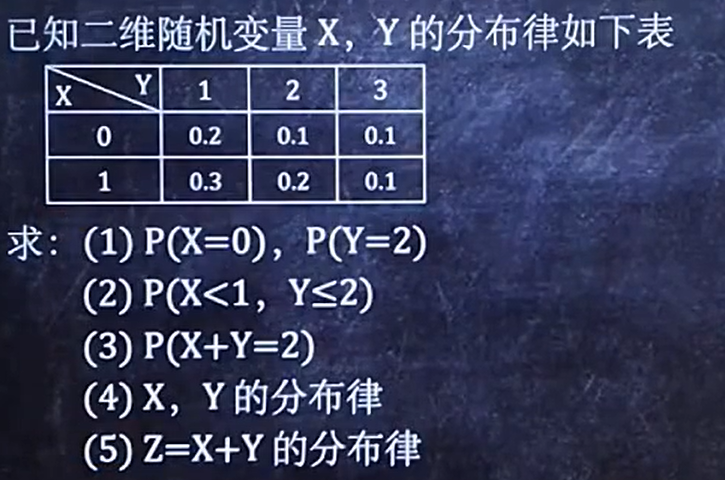 已知二维随机变量 X，Y 的分布律如下表
X Y 1 2 3
0 0.2 0.1 0.1
1 0.3 0.2 0.1
求：(1) P(X=0)，P(Y=2)
(2) P(X<1，Y≤2)
(3) P(X+Y=2)
(4) X，Y 的分布律
(5) Z=X+Y 的分布律